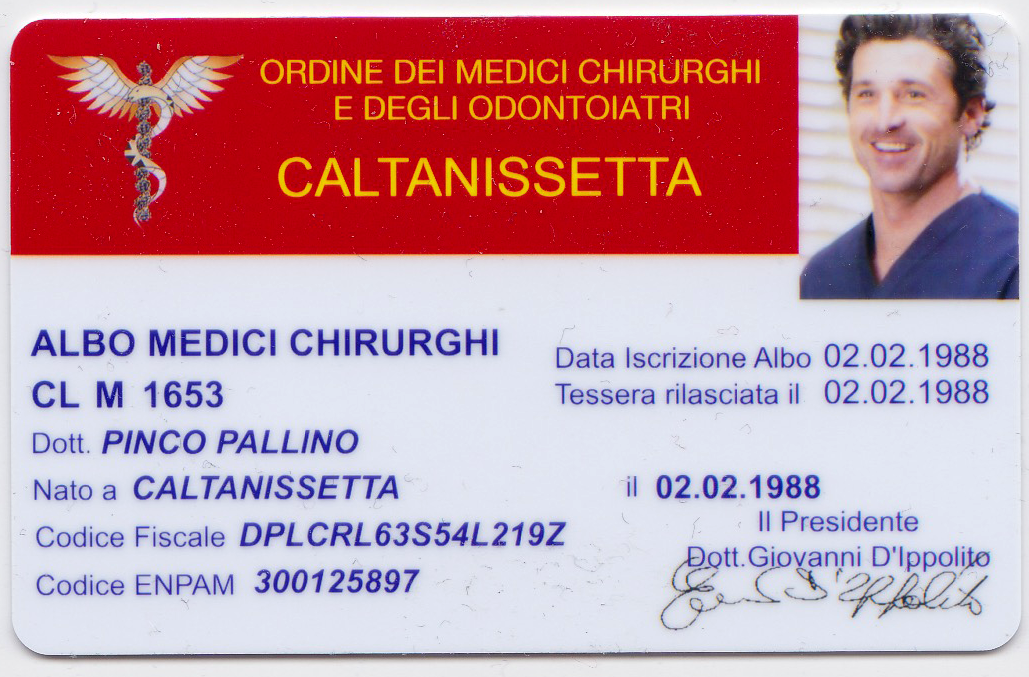 ORDINE DEI MEDICI CHIRURGHI
E DEGLI ODONTOIATRI
CALTANISSETTA
ALBO MEDICI CHIRURGHI
CL M 1653
Data Iscrizione Albo 02.02.1988
Tessera rilasciata il 02.02.1988
Dott. PINCO PALLINO
Nato a CALTANISSETTA il 02.02.1988
Codice Fiscale DPLCRL63S54L219Z
Codice ENPAM 300125897
Il Presidente
Dott.Giovanni D'Ippolito